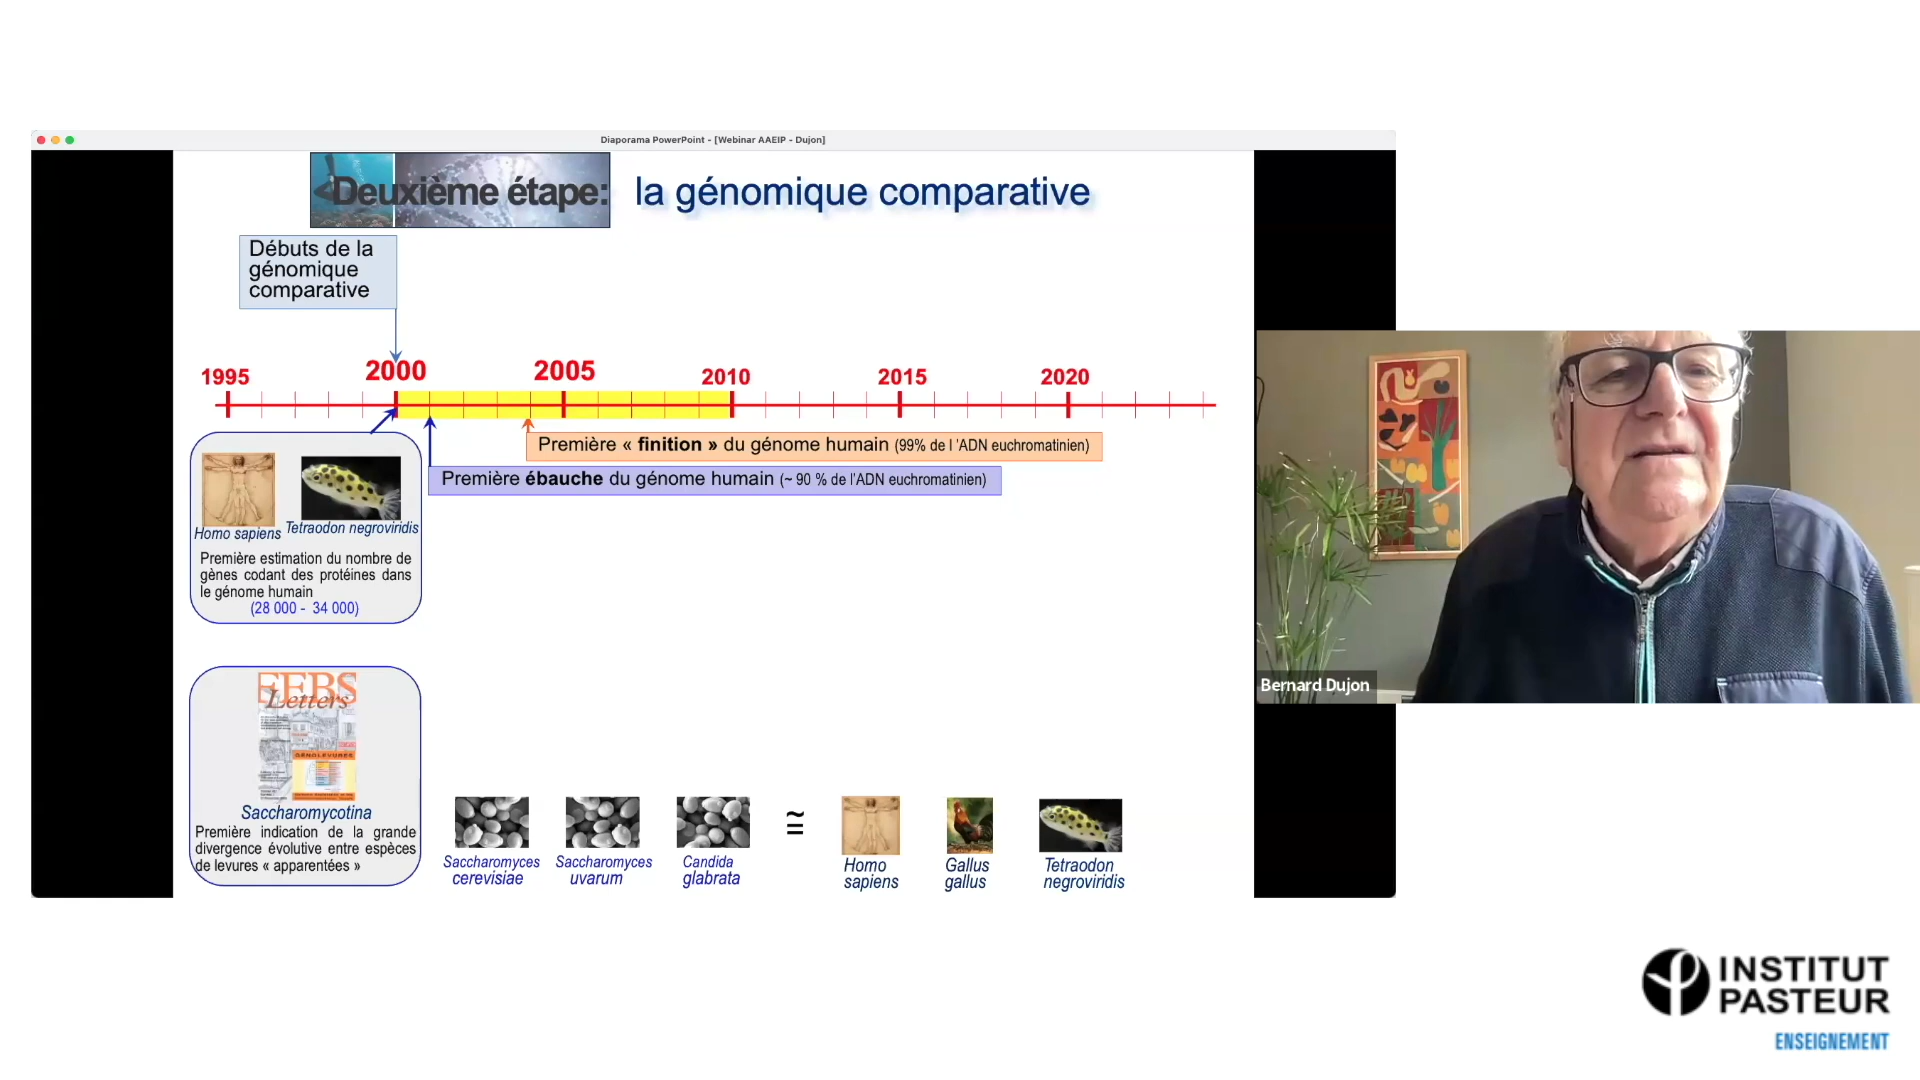 Diaporama PowerPoint - [Webinar AAEIP - Dujon]
<Deuxième étape: la génomique comparative
Débuts de la
génomique
comparative
1995 2000 2005 2010 2015 2020
Première « finition » du génome humain (99% de l 'ADN euchromatinien)
Première ébauche du génome humain (~ 90 % de l'ADN euchromatinien)
Homo sapiens Tetraodon negroviridis
Première estimation du nombre de
gènes codant des protéines dans
le génome humain
(28 000 - 34 000)
FEBS
Letters
GENOLEVURES
Saccharomycotina
Première indication de la grande
divergence évolutive entre espèces
de levures « apparentées »
Saccharomyces
cerevisiae
Saccharomyces
uvarum
Candida
glabrata
≅
Homo
sapiens
Gallus
gallus
Tetraodon
negroviridis
Bernard Dujon
INSTITUT
PASTEUR
ENSEIGNEMENT